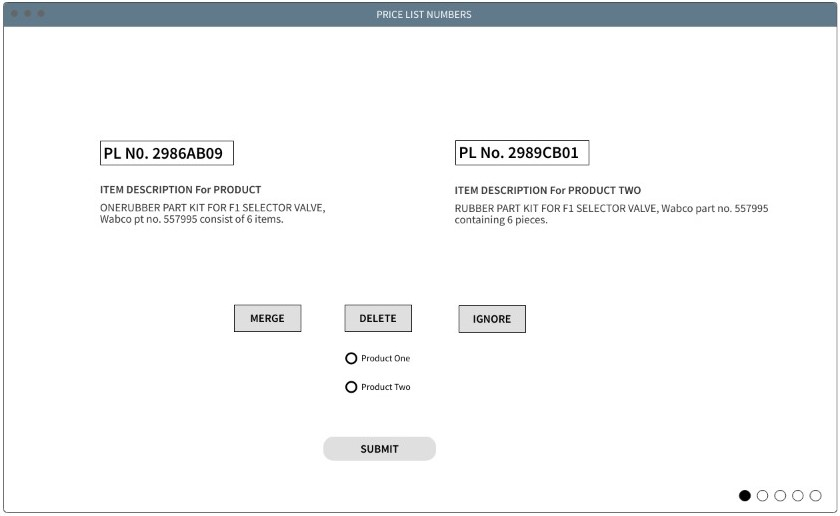 PRICE LIST NUMBERS
PL N0. 2986AB09
PL No. 2989CB01
ITEM DESCRIPTION For PRODUCT
ONERUBBER PART KIT FOR F1 SELECTOR VALVE,
Wabco pt no. 557995 consist of 6 items.
ITEM DESCRIPTION For PRODUCT TWO
RUBBER PART KIT FOR F1 SELECTOR VALVE, Wabco part no. 557995
containing 6 pieces.
MERGE
DELETE
IGNORE
Product One
Product Two
SUBMIT